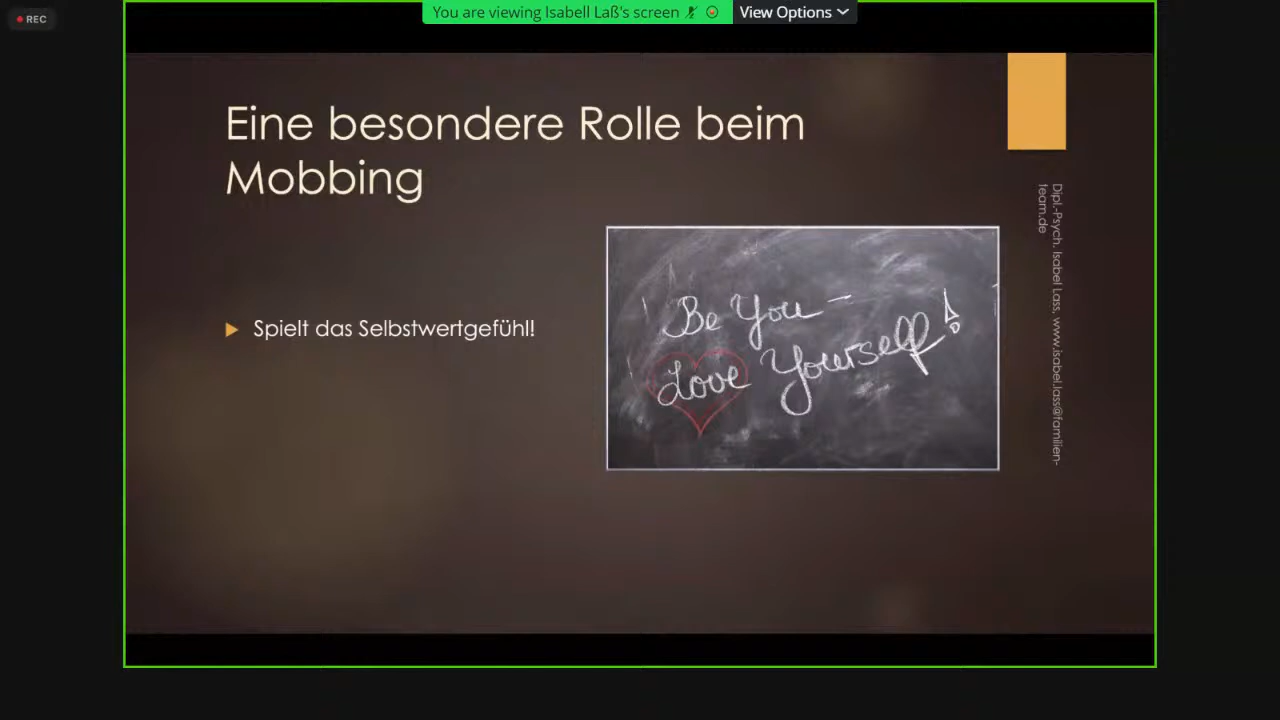 REC
You are viewing Isabell Laß's screen
View Options
Eine besondere Rolle beim
Mobbing
Spielt das Selbstwertgefühl!
Be You –
Love Yourself!
Dipl.-Psych. Isabel Lass, www.isabel.lass@familien-
team.de